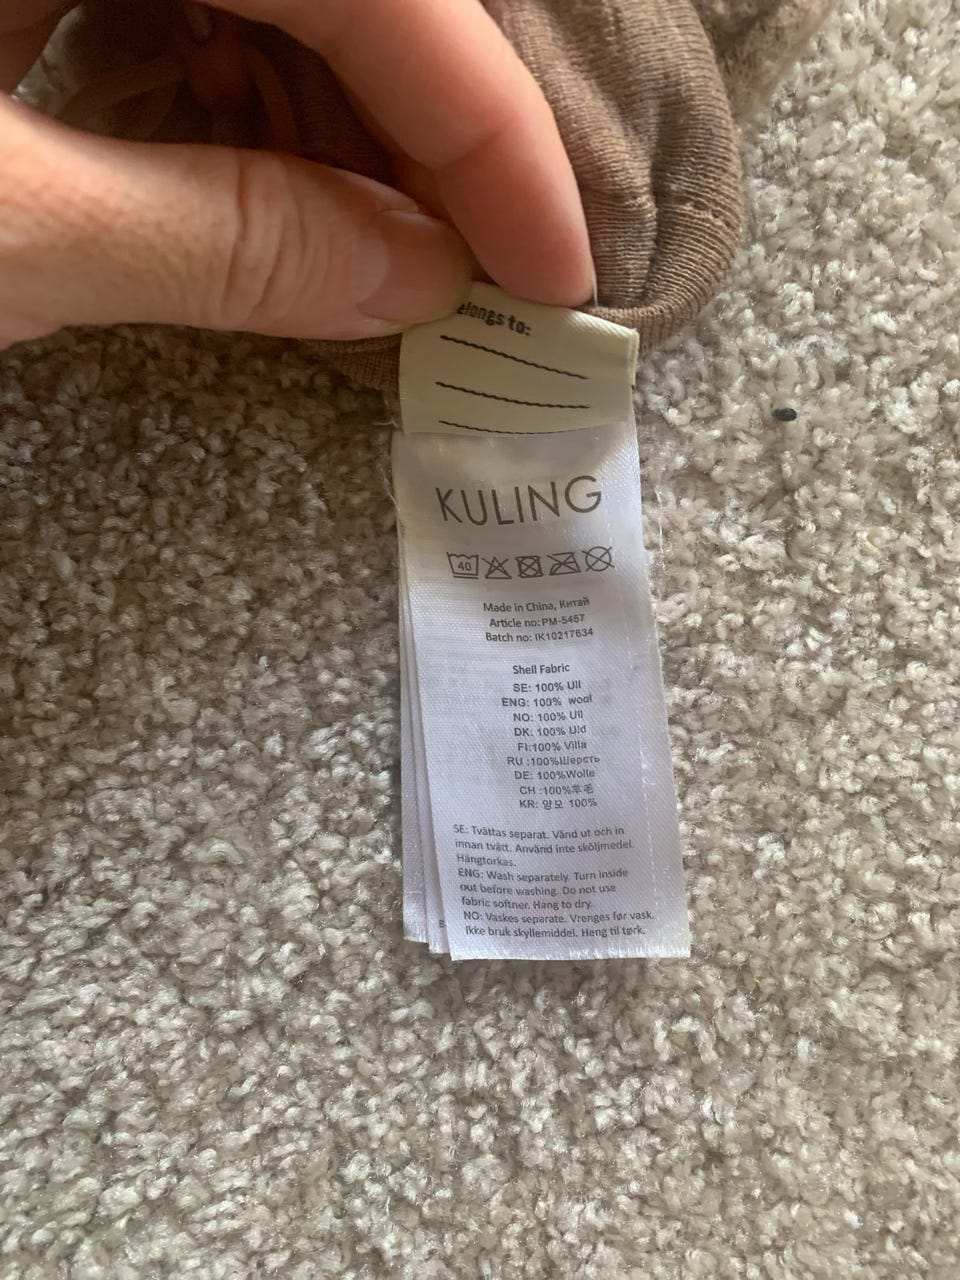 elongs to:
KULING
40
Made in China, Китай
Article no: PM-5457
Batch no: IK10217634
Shell Fabric
SE: 100% Ull
ENG: 100% wool
NO: 100% Ull
DK: 100% Uld
FI:100% Villa
RU :100%Шерсть
DE: 100%Wolle
CH :100%羊毛
KR: 양모 100%
SE: Tvättas separat. Vänd ut och in
innan tvätt. Använd inte sköljmedel.
Hängtorkas.
ENG: Wash separately. Turn inside
out before washing. Do not use
fabric softner. Hang to dry.
NO: Vaskes separate. Vrenges før vask.
Ikke bruk skyllemiddel. Heng til tørk.